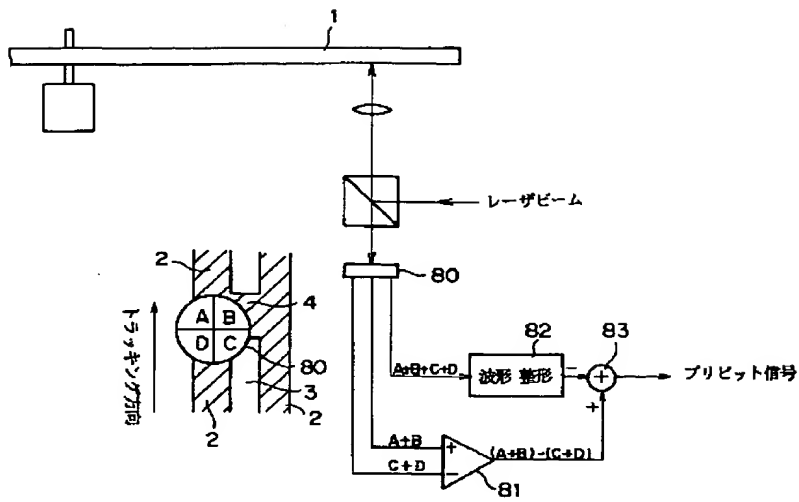 1
レーザビーム
80
2
4
A B
D C
80
3
2
2
トラッキング方向
A+B+C+D
82
波形 整形
−
83
+
+
プリピット信号
A+B
+
C+D
−
(A+B)-(C+D)
81